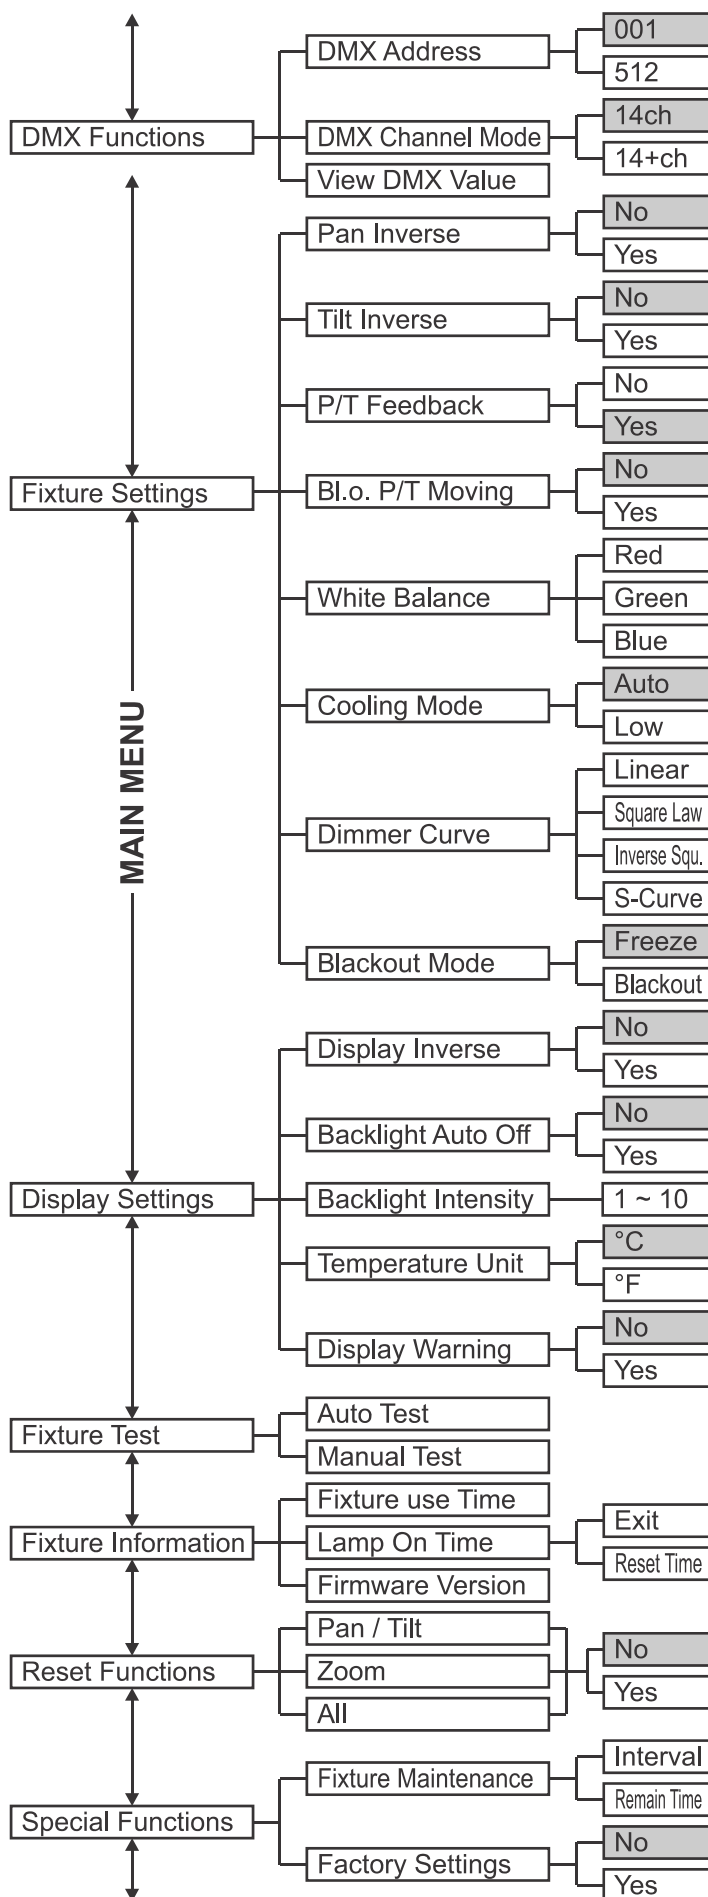 MAIN MENU
DMX Functions
DMX Address
001
512
DMX Channel Mode
14ch
14+ch
View DMX Value
Fixture Settings
Pan Inverse
No
Yes
Tilt Inverse
No
Yes
P/T Feedback
No
Yes
Bl.o. P/T Moving
No
Yes
White Balance
Red
Green
Blue
Cooling Mode
Auto
Low
Dimmer Curve
Linear
Square Law
Inverse Squ.
S-Curve
Blackout Mode
Freeze
Blackout
Display Settings
Display Inverse
No
Yes
Backlight Auto Off
No
Yes
Backlight Intensity
1 ~ 10
Temperature Unit
°C
°F
Display Warning
No
Yes
Fixture Test
Auto Test
Manual Test
Fixture Information
Fixture use Time
Lamp On Time
Exit
Reset Time
Firmware Version
Reset Functions
Pan / Tilt
Zoom
All
No
Yes
Special Functions
Fixture Maintenance
Interval
Remain Time
Factory Settings
No
Yes